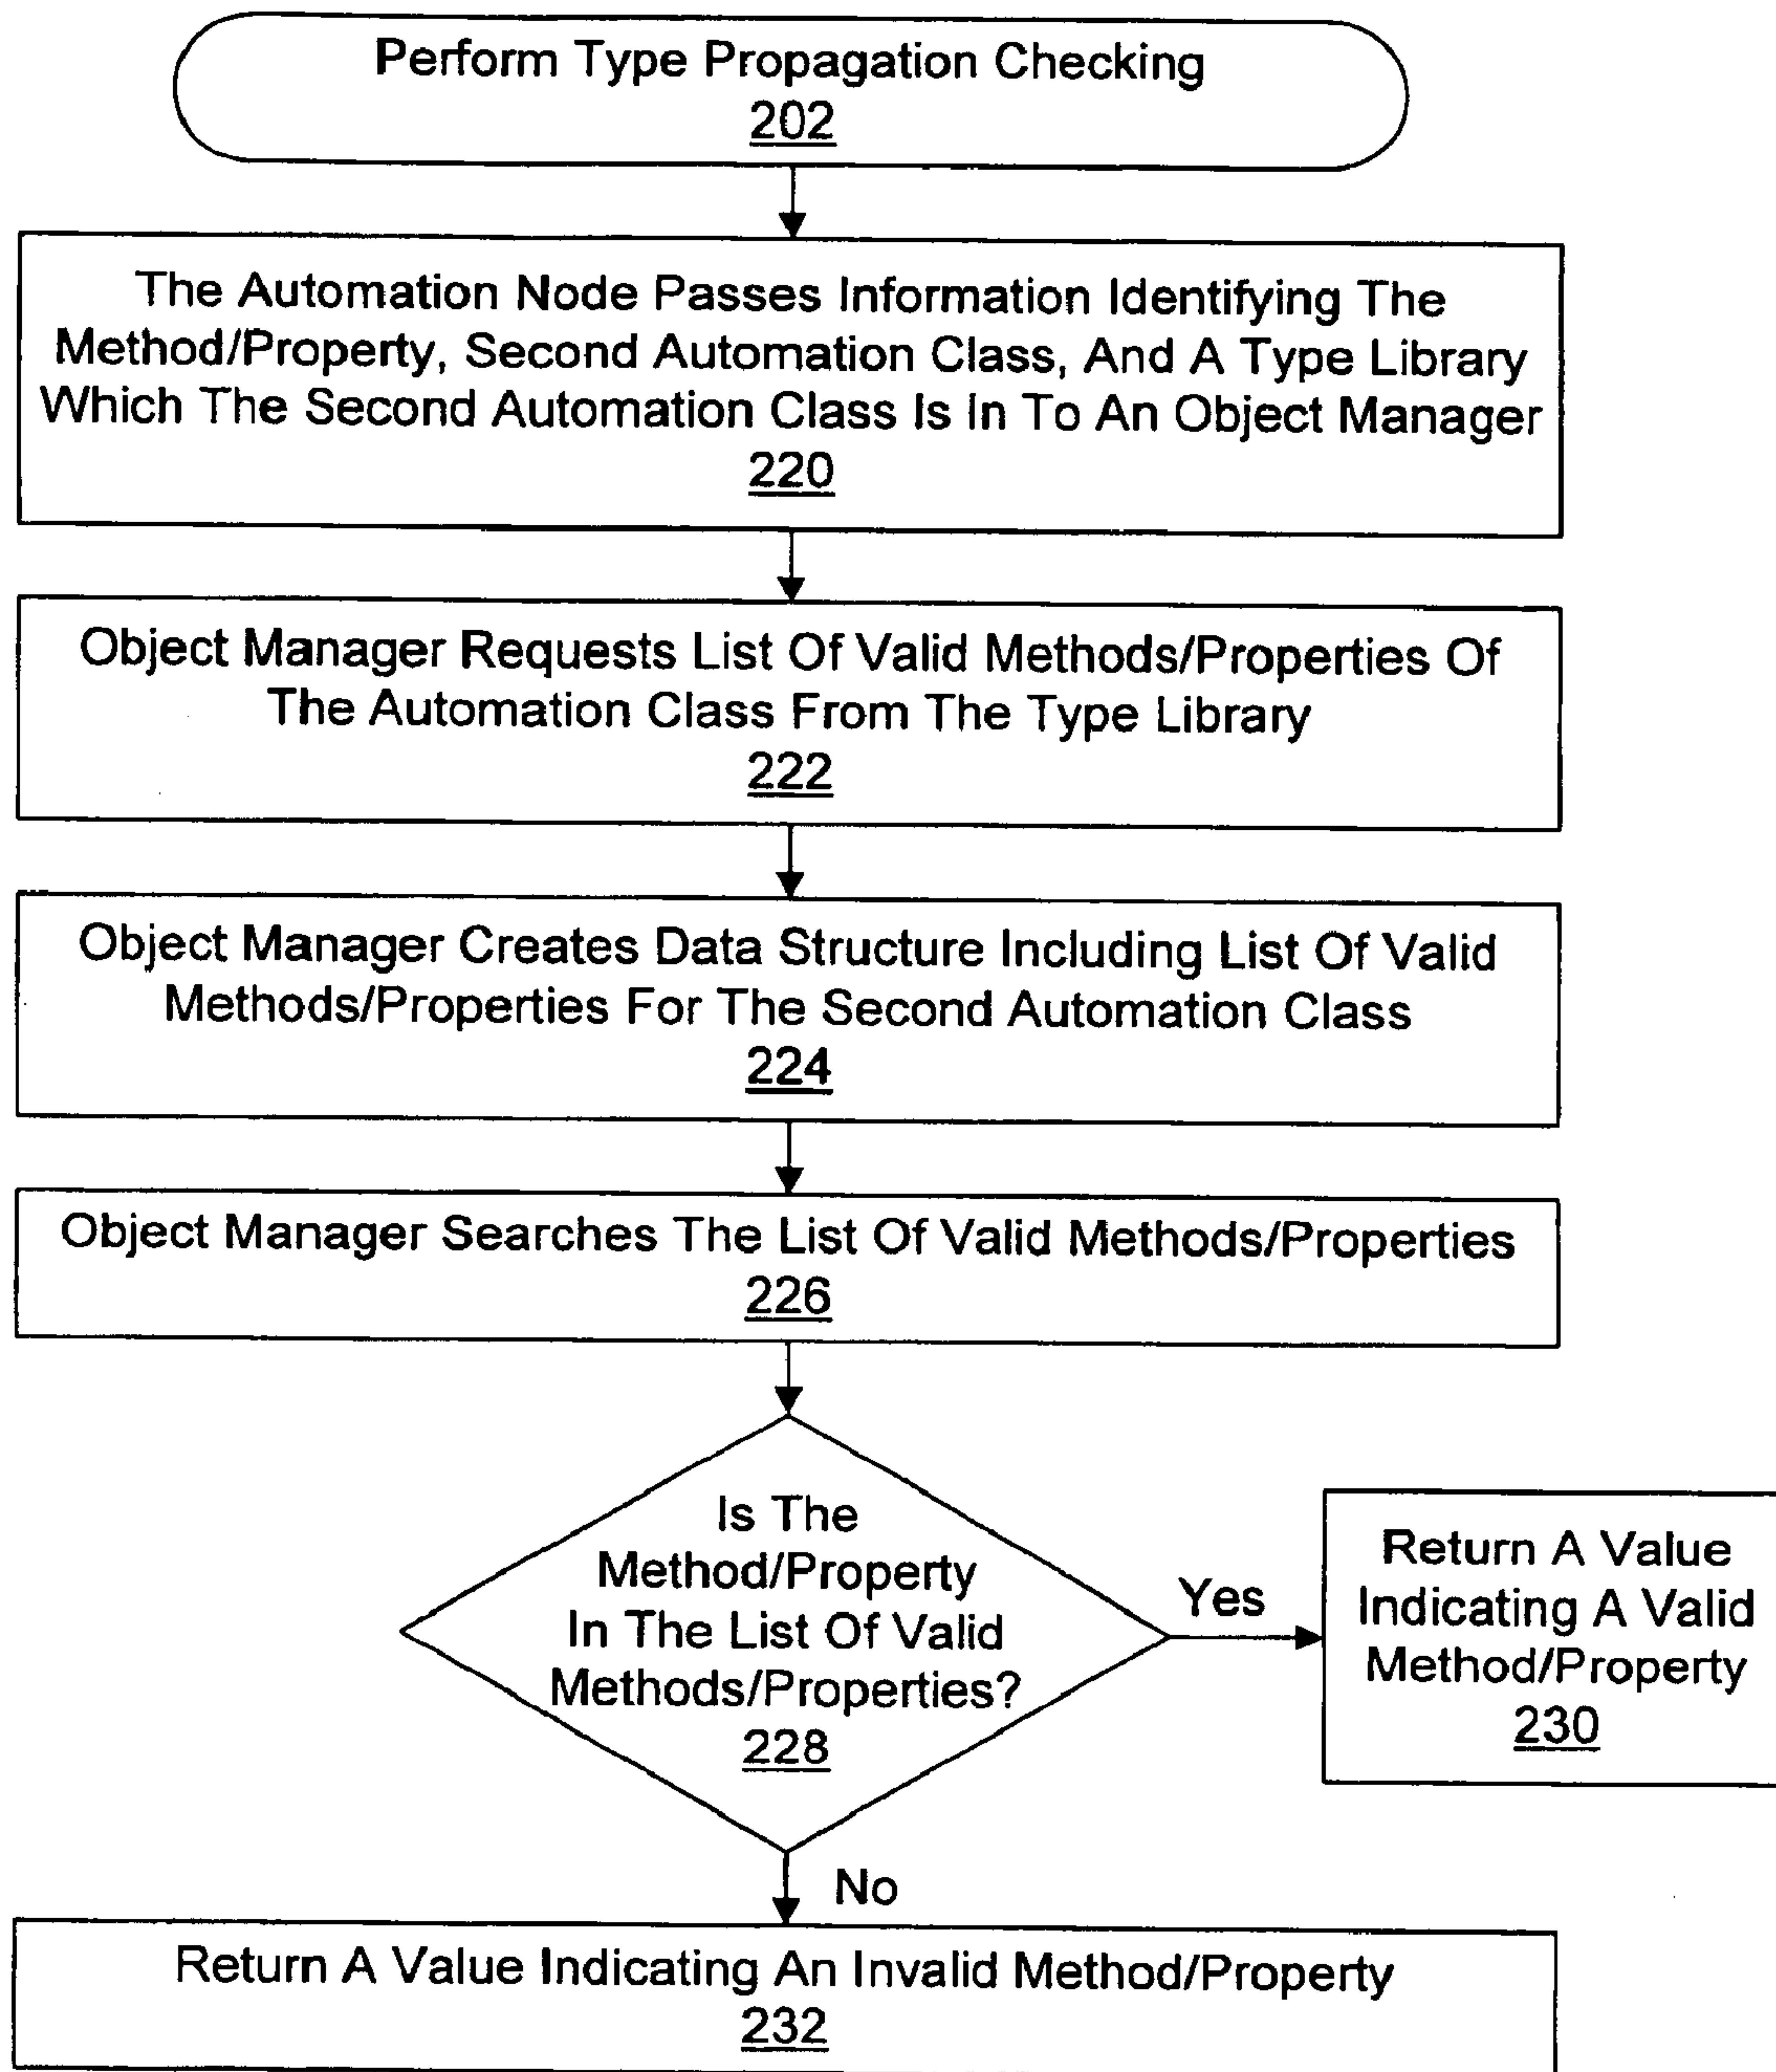 Perform Type Propagation Checking
202
The Automation Node Passes Information Identifying The
Method/Property, Second Automation Class, And A Type Library
Which The Second Automation Class Is In To An Object Manager
220
Object Manager Requests List Of Valid Methods/Properties Of
The Automation Class From The Type Library
222
Object Manager Creates Data Structure Including List Of Valid
Methods/Properties For The Second Automation Class
224
Object Manager Searches The List Of Valid Methods/Properties
226
Is The
Method/Property
In The List Of Valid
Methods/Properties?
228
Yes
Return A Value
Indicating A Valid
Method/Property
230
No
Return A Value Indicating An Invalid Method/Property
232